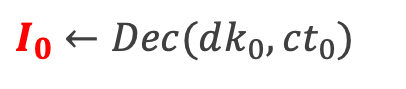 I₀ ← Dec(dk₀, ct₀)